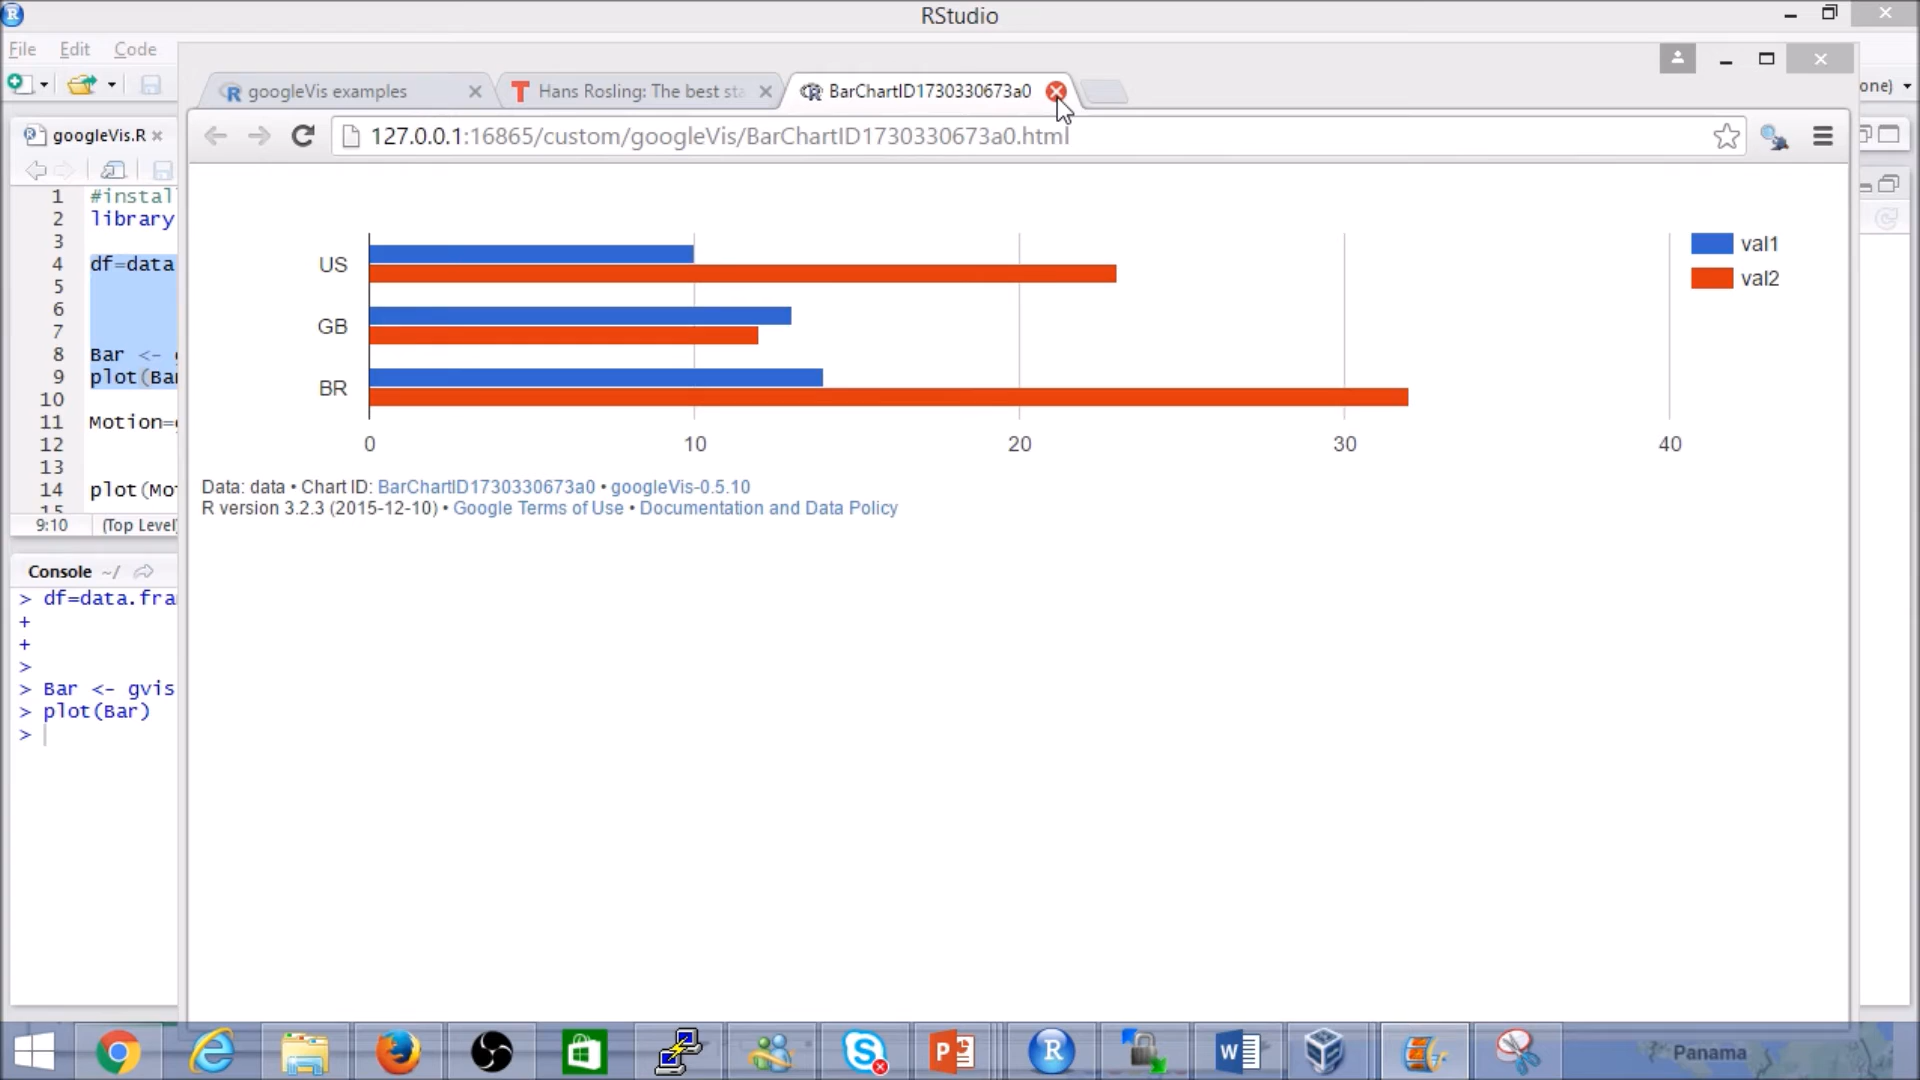 RStudio
File Edit Code
googleVis examples
Hans Rosling: The best sta
BarChartID1730330673a0
one)
googleVis.R
127.0.0.1:16865/custom/googleVis/BarChartID1730330673a0.html
1 #instal
2 library
3
4 df=data
5
6
7
8 Bar <- g
9 plot(Bar
10
11 Motion=g
12
13
14 plot(Mot
15
9:10 (Top Level)
US
GB
BR
0 10 20 30 40
val1
val2
Data: data • Chart ID: BarChartID1730330673a0 • googleVis-0.5.10
R version 3.2.3 (2015-12-10) • Google Terms of Use • Documentation and Data Policy
Console ~/
> df=data.fra
+
+
>
> Bar <- gvis
> plot(Bar)
>
Panama